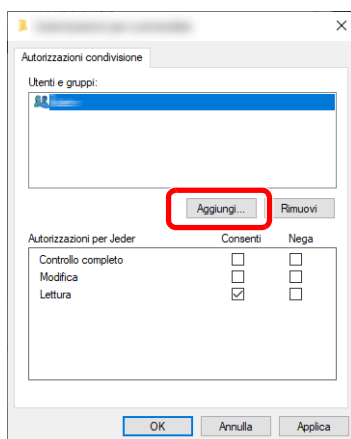 Autorizzazioni condivisione
Utenti e gruppi:
Aggiungi... Rimuovi
Autorizzazioni per Jeder Consenti Nega
Controllo completo
Modifica
Lettura
OK Annulla Applica